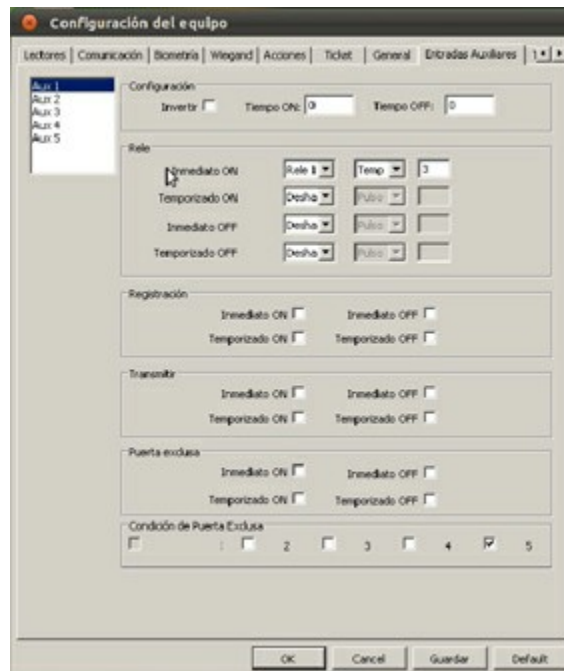 Configuración del equipo
Lectores Comunicación Biometría Wiegand Acciones Ticket General Entradas Auxiliares
Aux 1
Aux 2
Aux 3
Aux 4
Aux 5
Configuración
Invertir Tiempo ON: 0 Tiempo OFF: 0
Rele
Inmediato ON Rele 1 Temp 3
Temporizado ON Desha Pulso
Inmediato OFF Desha Pulso
Temporizado OFF Desha Pulso
Registración
Inmediato ON Inmediato OFF
Temporizado ON Temporizado OFF
Transmitir
Inmediato ON Inmediato OFF
Temporizado ON Temporizado OFF
Puerta exclusa
Inmediato ON Inmediato OFF
Temporizado ON Temporizado OFF
Condición de Puerta Exclusa
2 3 4 5
OK Cancel Guardar Default